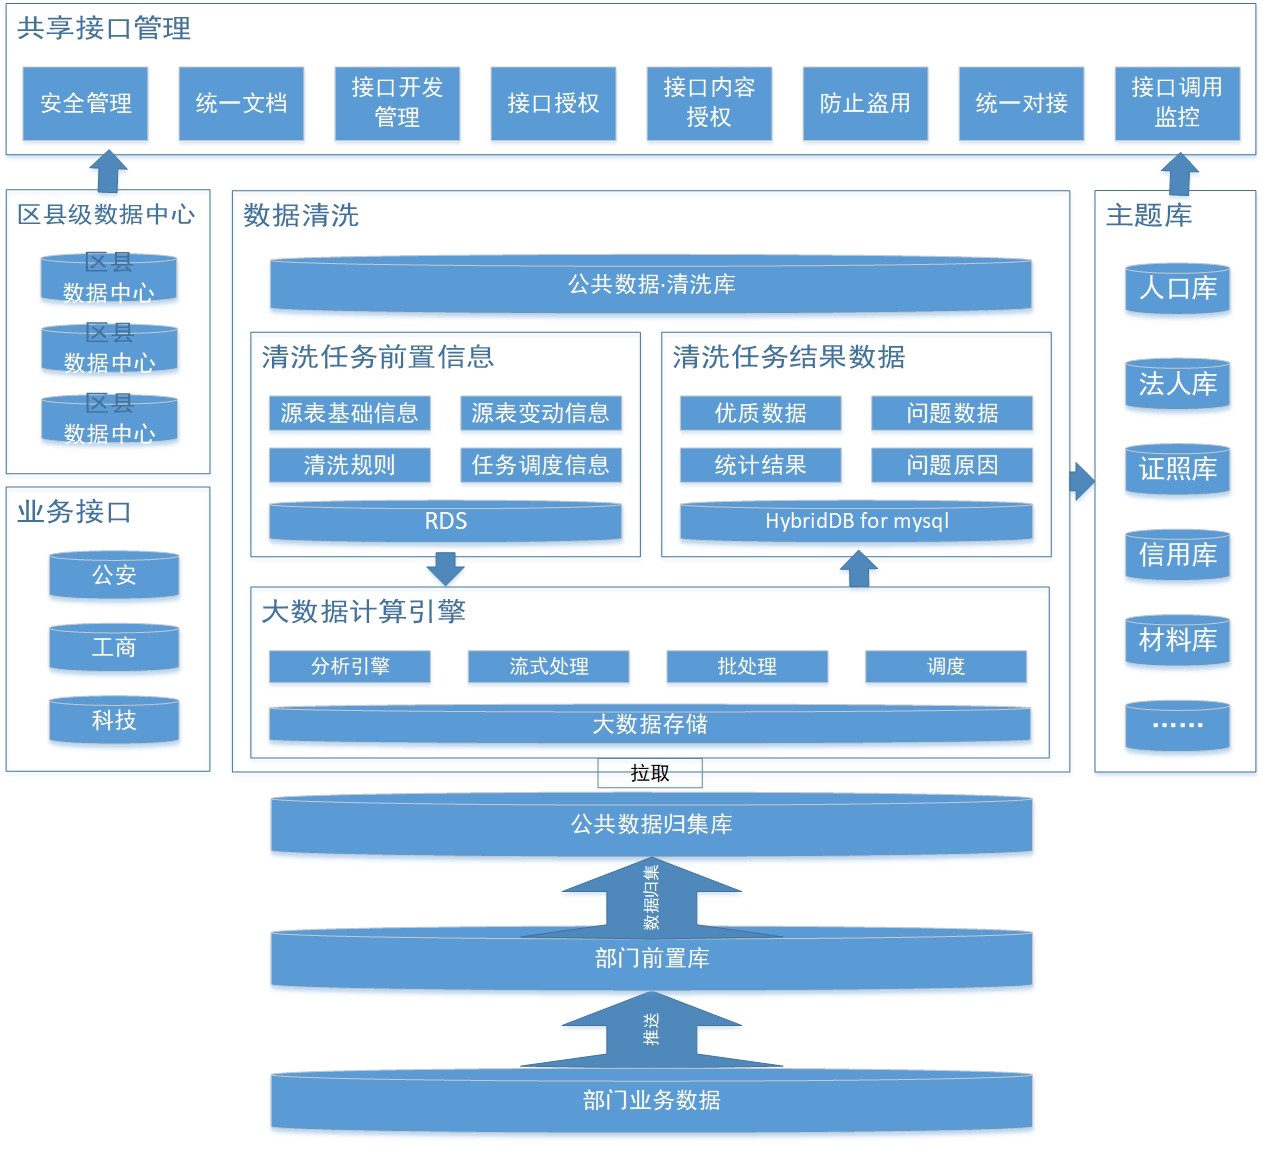 共享接口管理
安全管理
统一文档
接口开发
管理
接口授权
接口内容
授权
防止盗用
统一对接
接口调用
监控
区县级数据中心
区县
数据中心
区县
数据中心
区县
数据中心
业务接口
公安
工商
科技
数据清洗
公共数据·清洗库
清洗任务前置信息
源表基础信息
源表变动信息
清洗规则
任务调度信息
RDS
清洗任务结果数据
优质数据
问题数据
统计结果
问题原因
HybridDB for mysql
大数据计算引擎
分析引擎
流式处理
批处理
调度
大数据存储
主题库
人口库
法人库
证照库
信用库
材料库
……
拉取
公共数据归集库
数据归集
部门前置库
推送
部门业务数据